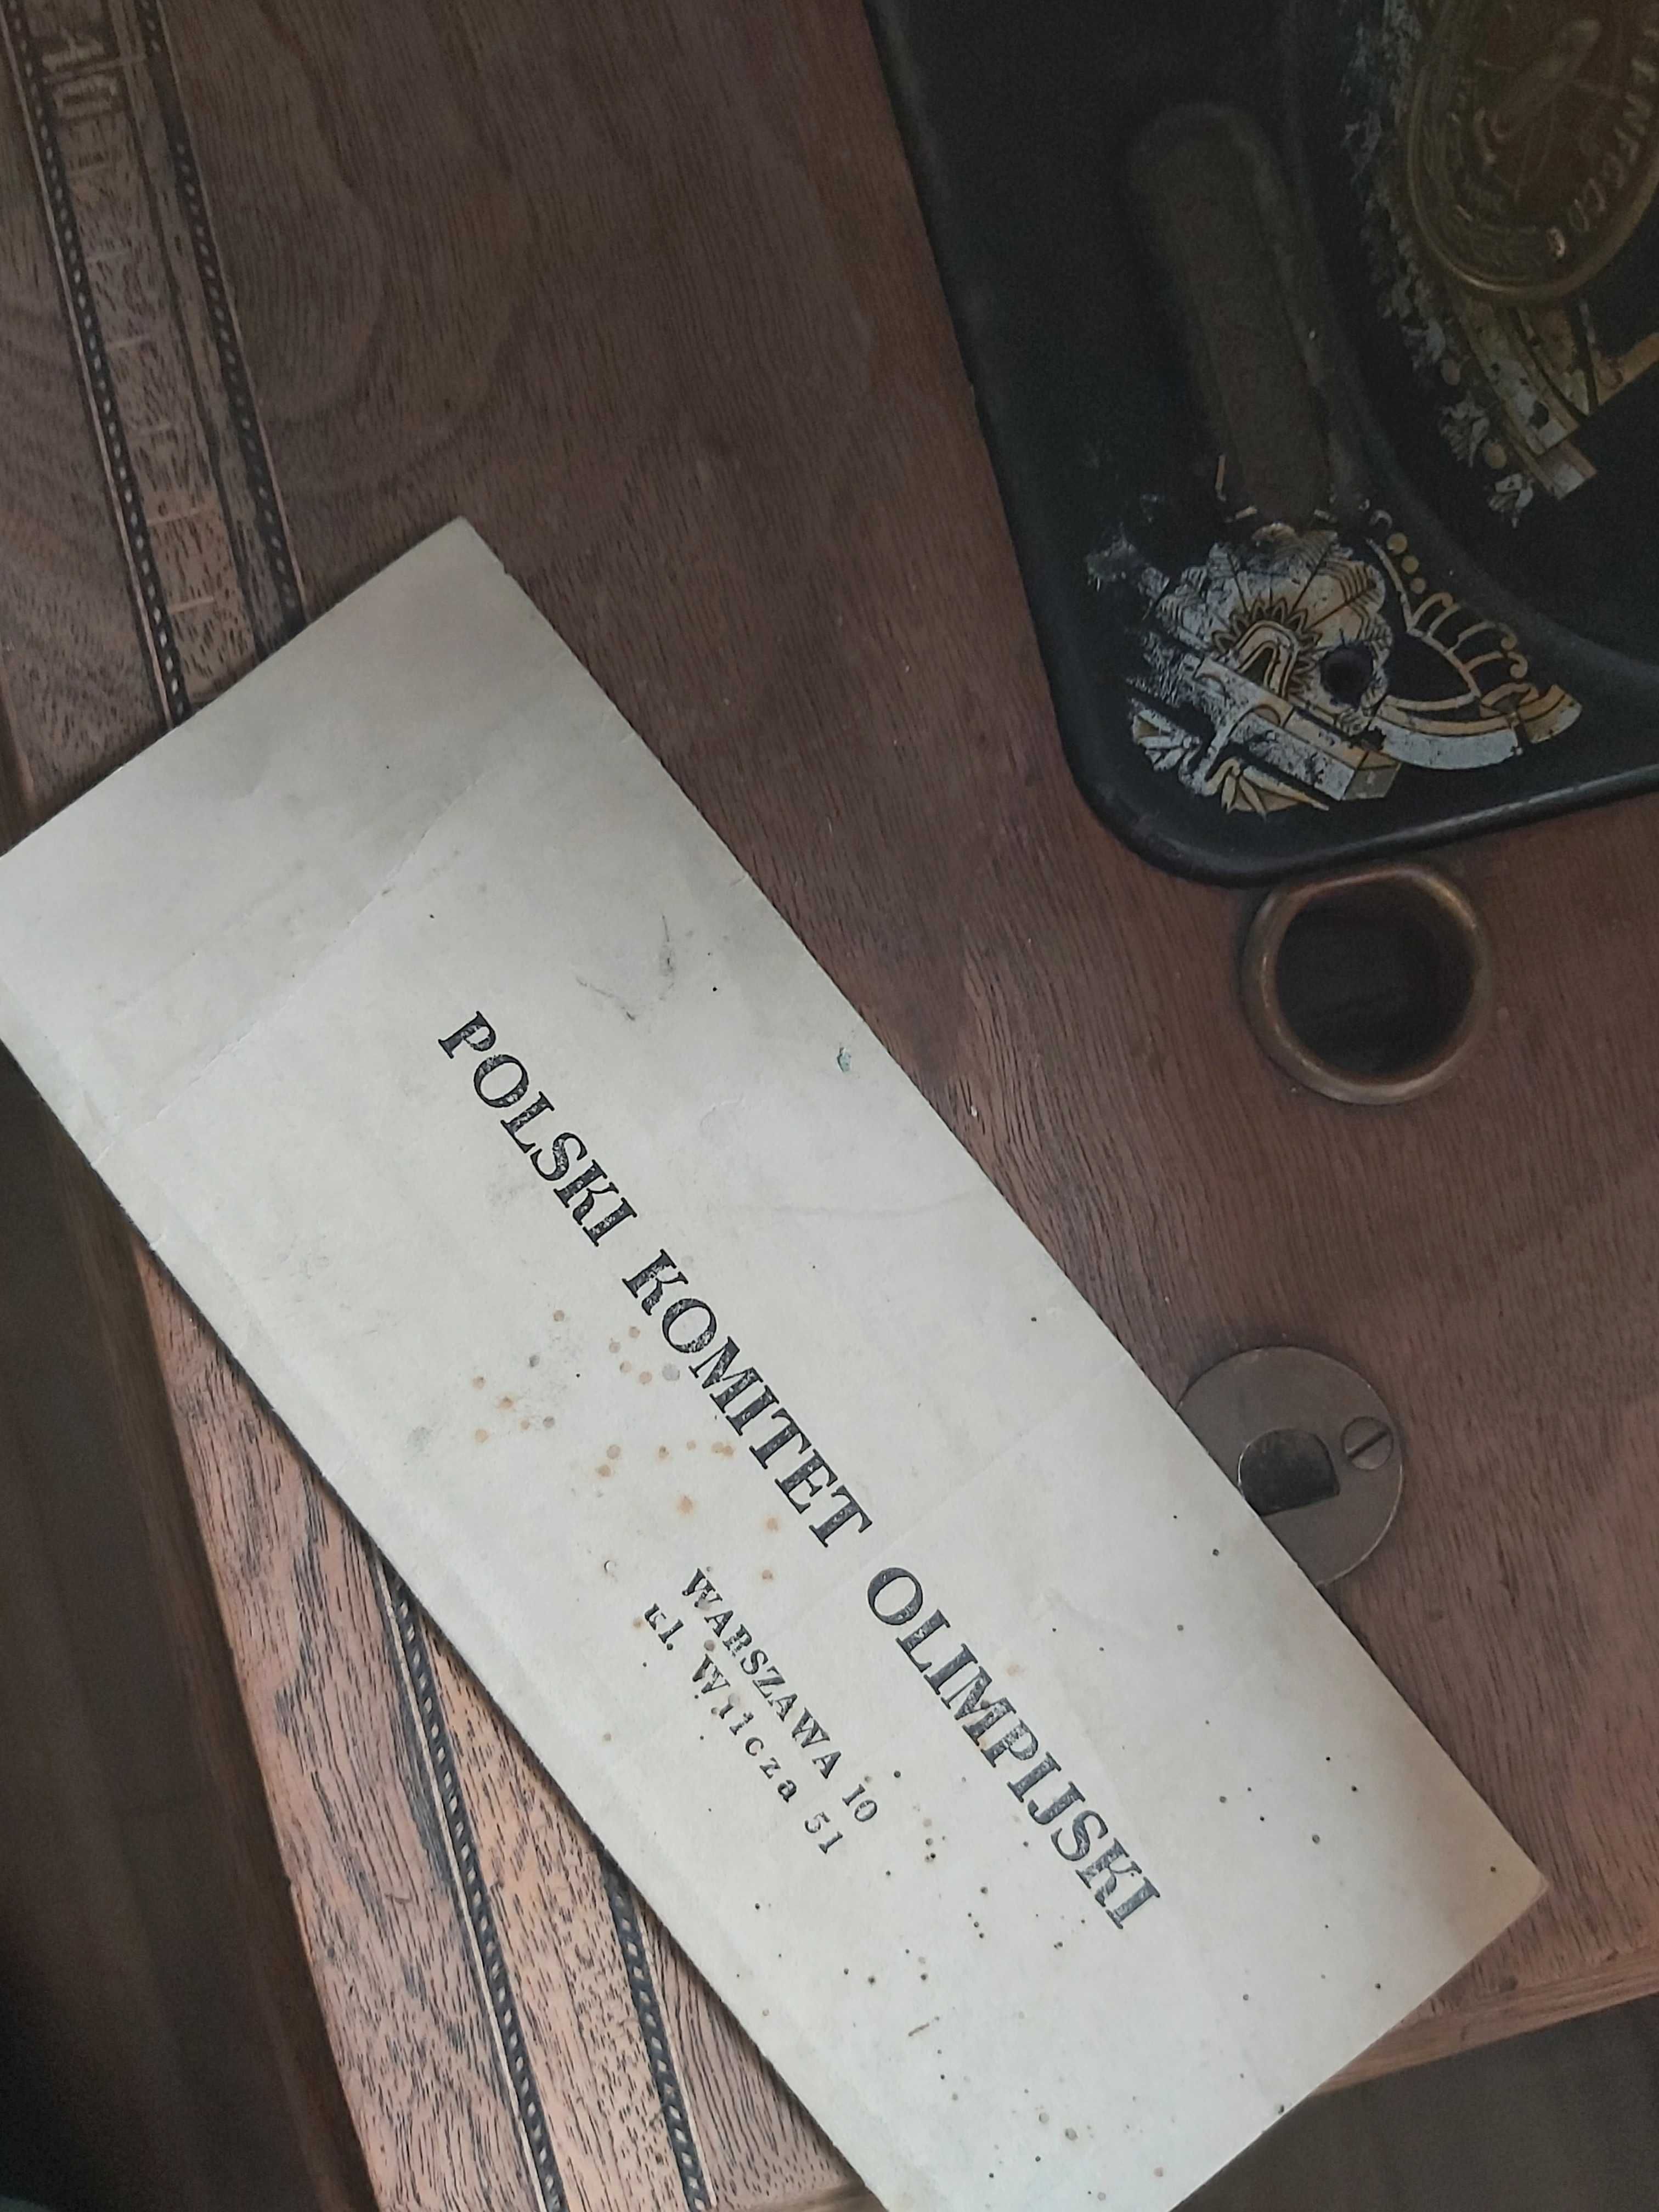 POLSKI KOMITET OLIMPIJSKI
WARSZAWA 10
ul. Wilcza 51